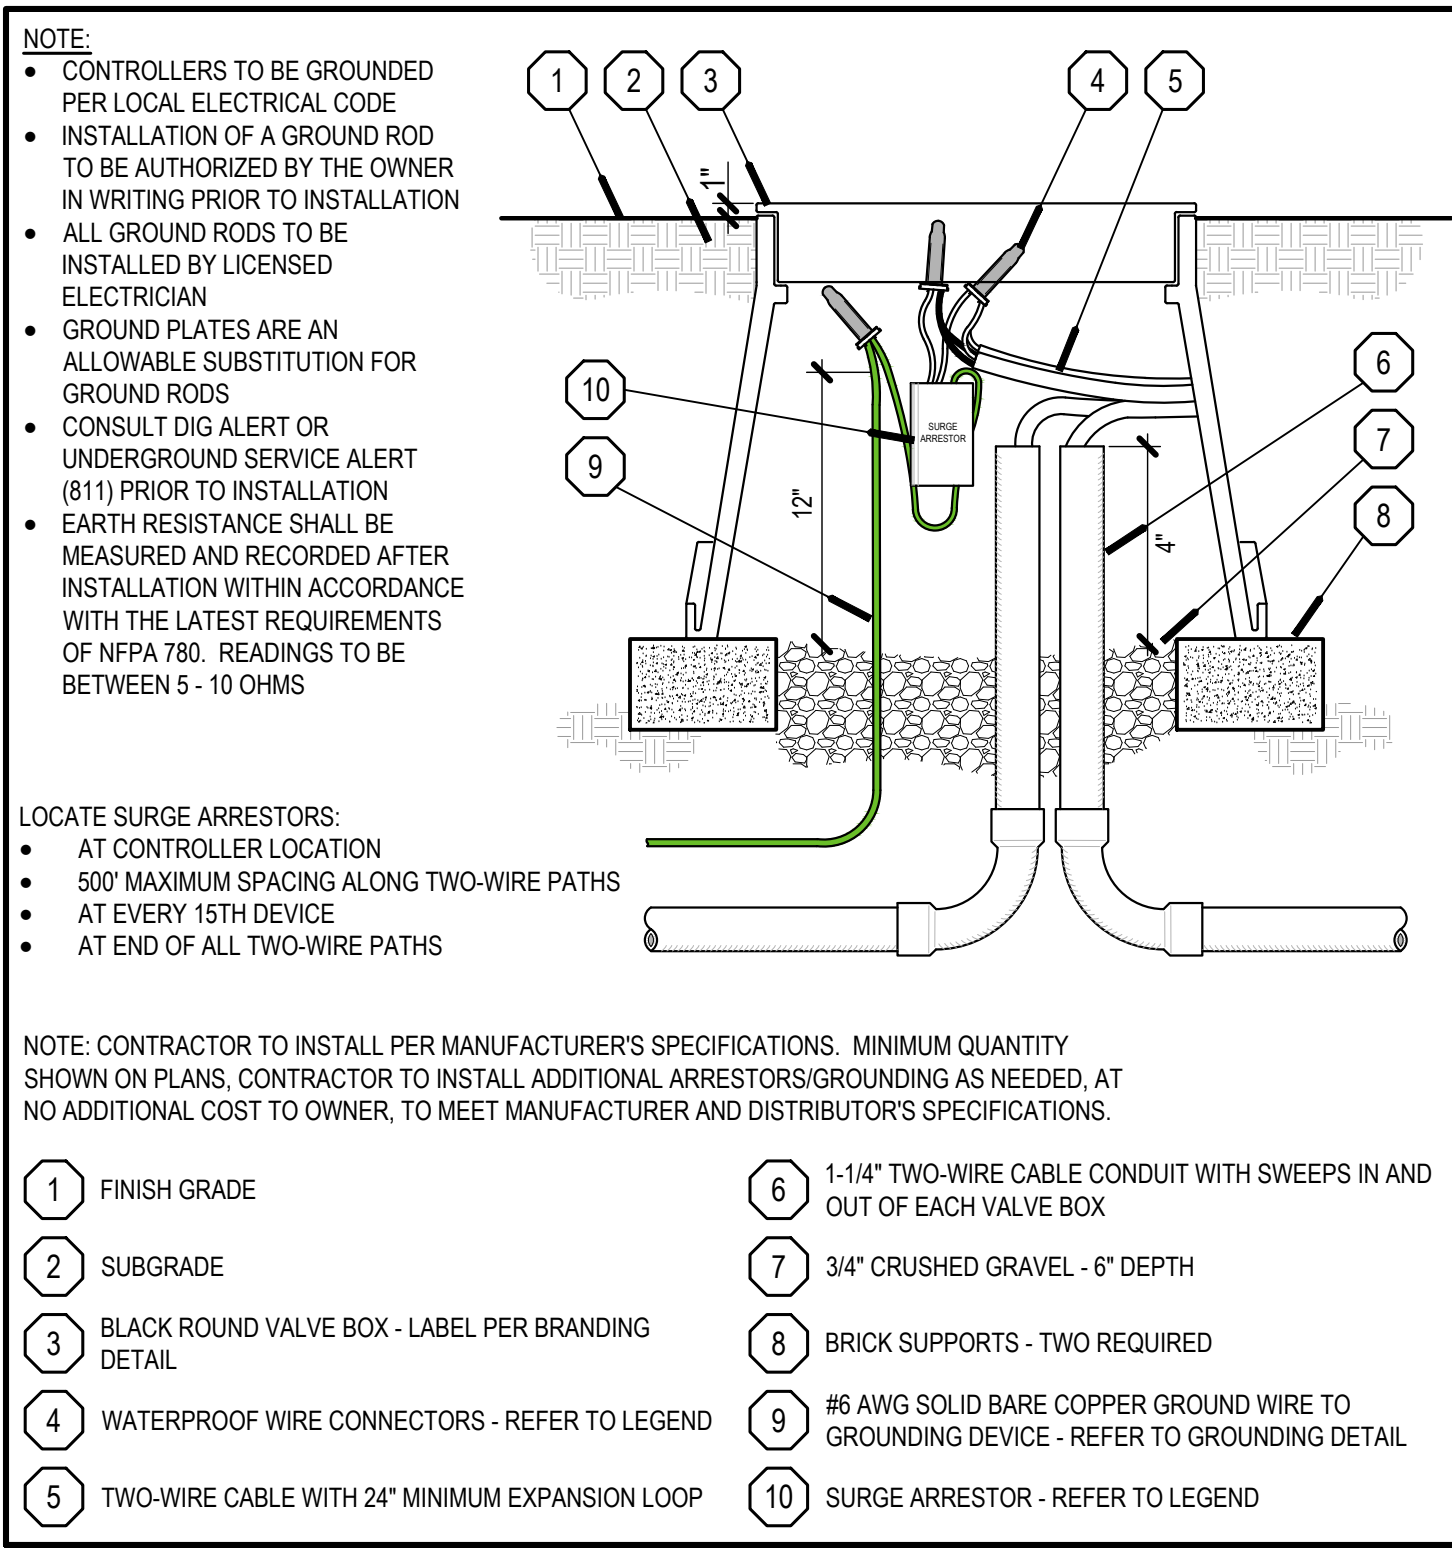 NOTE:
• CONTROLLERS TO BE GROUNDED
PER LOCAL ELECTRICAL CODE
• INSTALLATION OF A GROUND ROD
TO BE AUTHORIZED BY THE OWNER
IN WRITING PRIOR TO INSTALLATION
• ALL GROUND RODS TO BE
INSTALLED BY LICENSED
ELECTRICIAN
• GROUND PLATES ARE AN
ALLOWABLE SUBSTITUTION FOR
GROUND RODS
• CONSULT DIG ALERT OR
UNDERGROUND SERVICE ALERT
(811) PRIOR TO INSTALLATION
• EARTH RESISTANCE SHALL BE
MEASURED AND RECORDED AFTER
INSTALLATION WITHIN ACCORDANCE
WITH THE LATEST REQUIREMENTS
OF NFPA 780. READINGS TO BE
BETWEEN 5 - 10 OHMS
1
2
3
4
5
1"
6
10
SURGE
ARRESTOR
7
9
12"
4"
8
LOCATE SURGE ARRESTORS:
• AT CONTROLLER LOCATION
• 500' MAXIMUM SPACING ALONG TWO-WIRE PATHS
• AT EVERY 15TH DEVICE
• AT END OF ALL TWO-WIRE PATHS
NOTE: CONTRACTOR TO INSTALL PER MANUFACTURER'S SPECIFICATIONS. MINIMUM QUANTITY
SHOWN ON PLANS, CONTRACTOR TO INSTALL ADDITIONAL ARRESTORS/GROUNDING AS NEEDED, AT
NO ADDITIONAL COST TO OWNER, TO MEET MANUFACTURER AND DISTRIBUTOR'S SPECIFICATIONS.
1 FINISH GRADE
2 SUBGRADE
3 BLACK ROUND VALVE BOX - LABEL PER BRANDING
DETAIL
4 WATERPROOF WIRE CONNECTORS - REFER TO LEGEND
5 TWO-WIRE CABLE WITH 24" MINIMUM EXPANSION LOOP
6 1-1/4" TWO-WIRE CABLE CONDUIT WITH SWEEPS IN AND
OUT OF EACH VALVE BOX
7 3/4" CRUSHED GRAVEL - 6" DEPTH
8 BRICK SUPPORTS - TWO REQUIRED
9 #6 AWG SOLID BARE COPPER GROUND WIRE TO
GROUNDING DEVICE - REFER TO GROUNDING DETAIL
10 SURGE ARRESTOR - REFER TO LEGEND